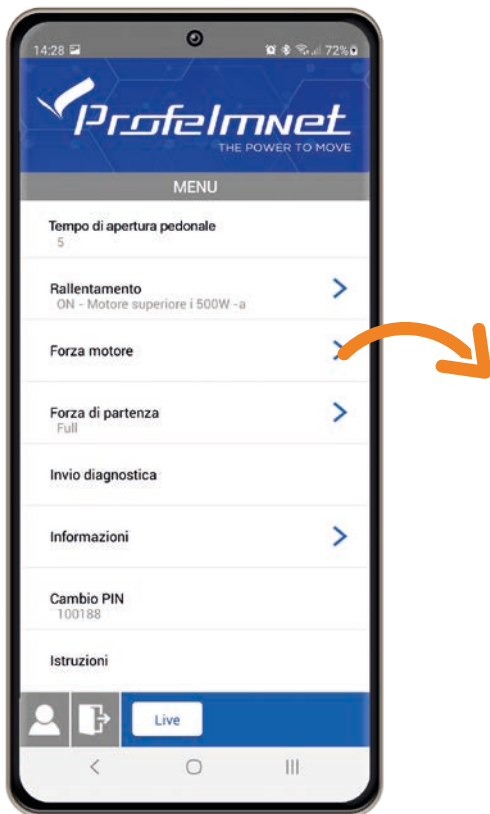 14:28 72%
Profelmnet
THE POWER TO MOVE
MENU
Tempo di apertura pedonale
5
Rallentamento
ON - Motore superiore i 500W -a
Forza motore
Forza di partenza
Full
Invio diagnostica
Informazioni
Cambio PIN
100188
Istruzioni
Live